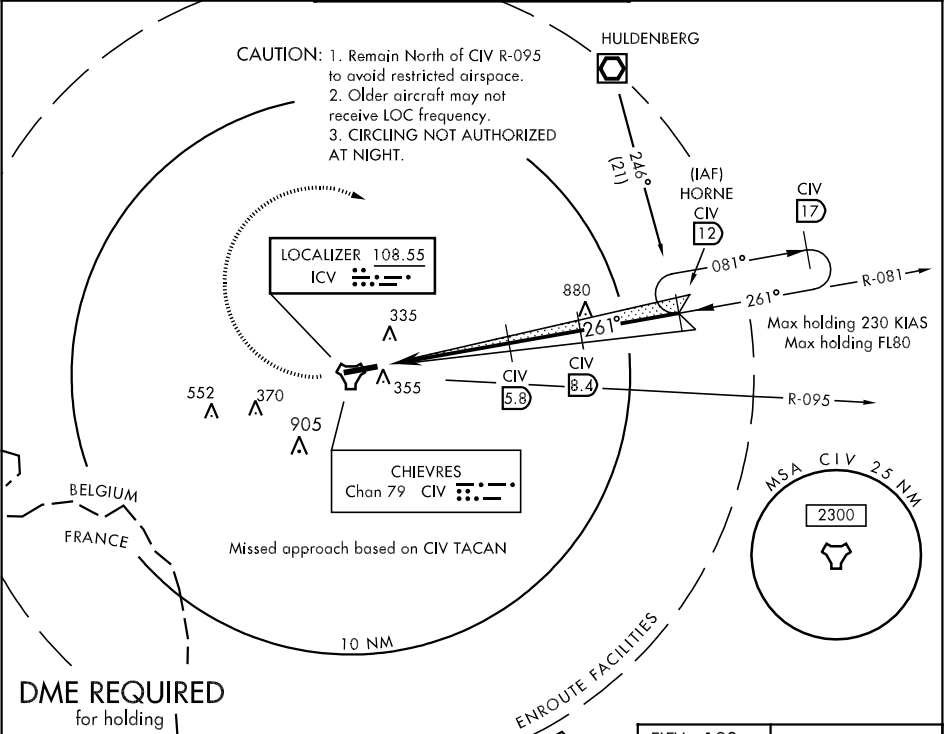 HULDENBERG
CAUTION: 1. Remain North of CIV R-095
to avoid restricted airspace.
2. Older aircraft may not
receive LOC frequency.
3. CIRCLING NOT AUTHORIZED
AT NIGHT.
246°
(21)
(IAF)
HORNE
CIV
12
CIV
17
LOCALIZER 108.55
ICV
081°
R-081
261°
880
261°
335
Max holding 230 KIAS
Max holding FL80
CIV
5.8
CIV
8.4
355
552
370
905
R-095
CHIEVRES
Chan 79 CIV
MSA CIV 25 NM
2300
BELGIUM
FRANCE
Missed approach based on CIV TACAN
10 NM
ENROUTE FACILITIES
DME REQUIRED
for holding